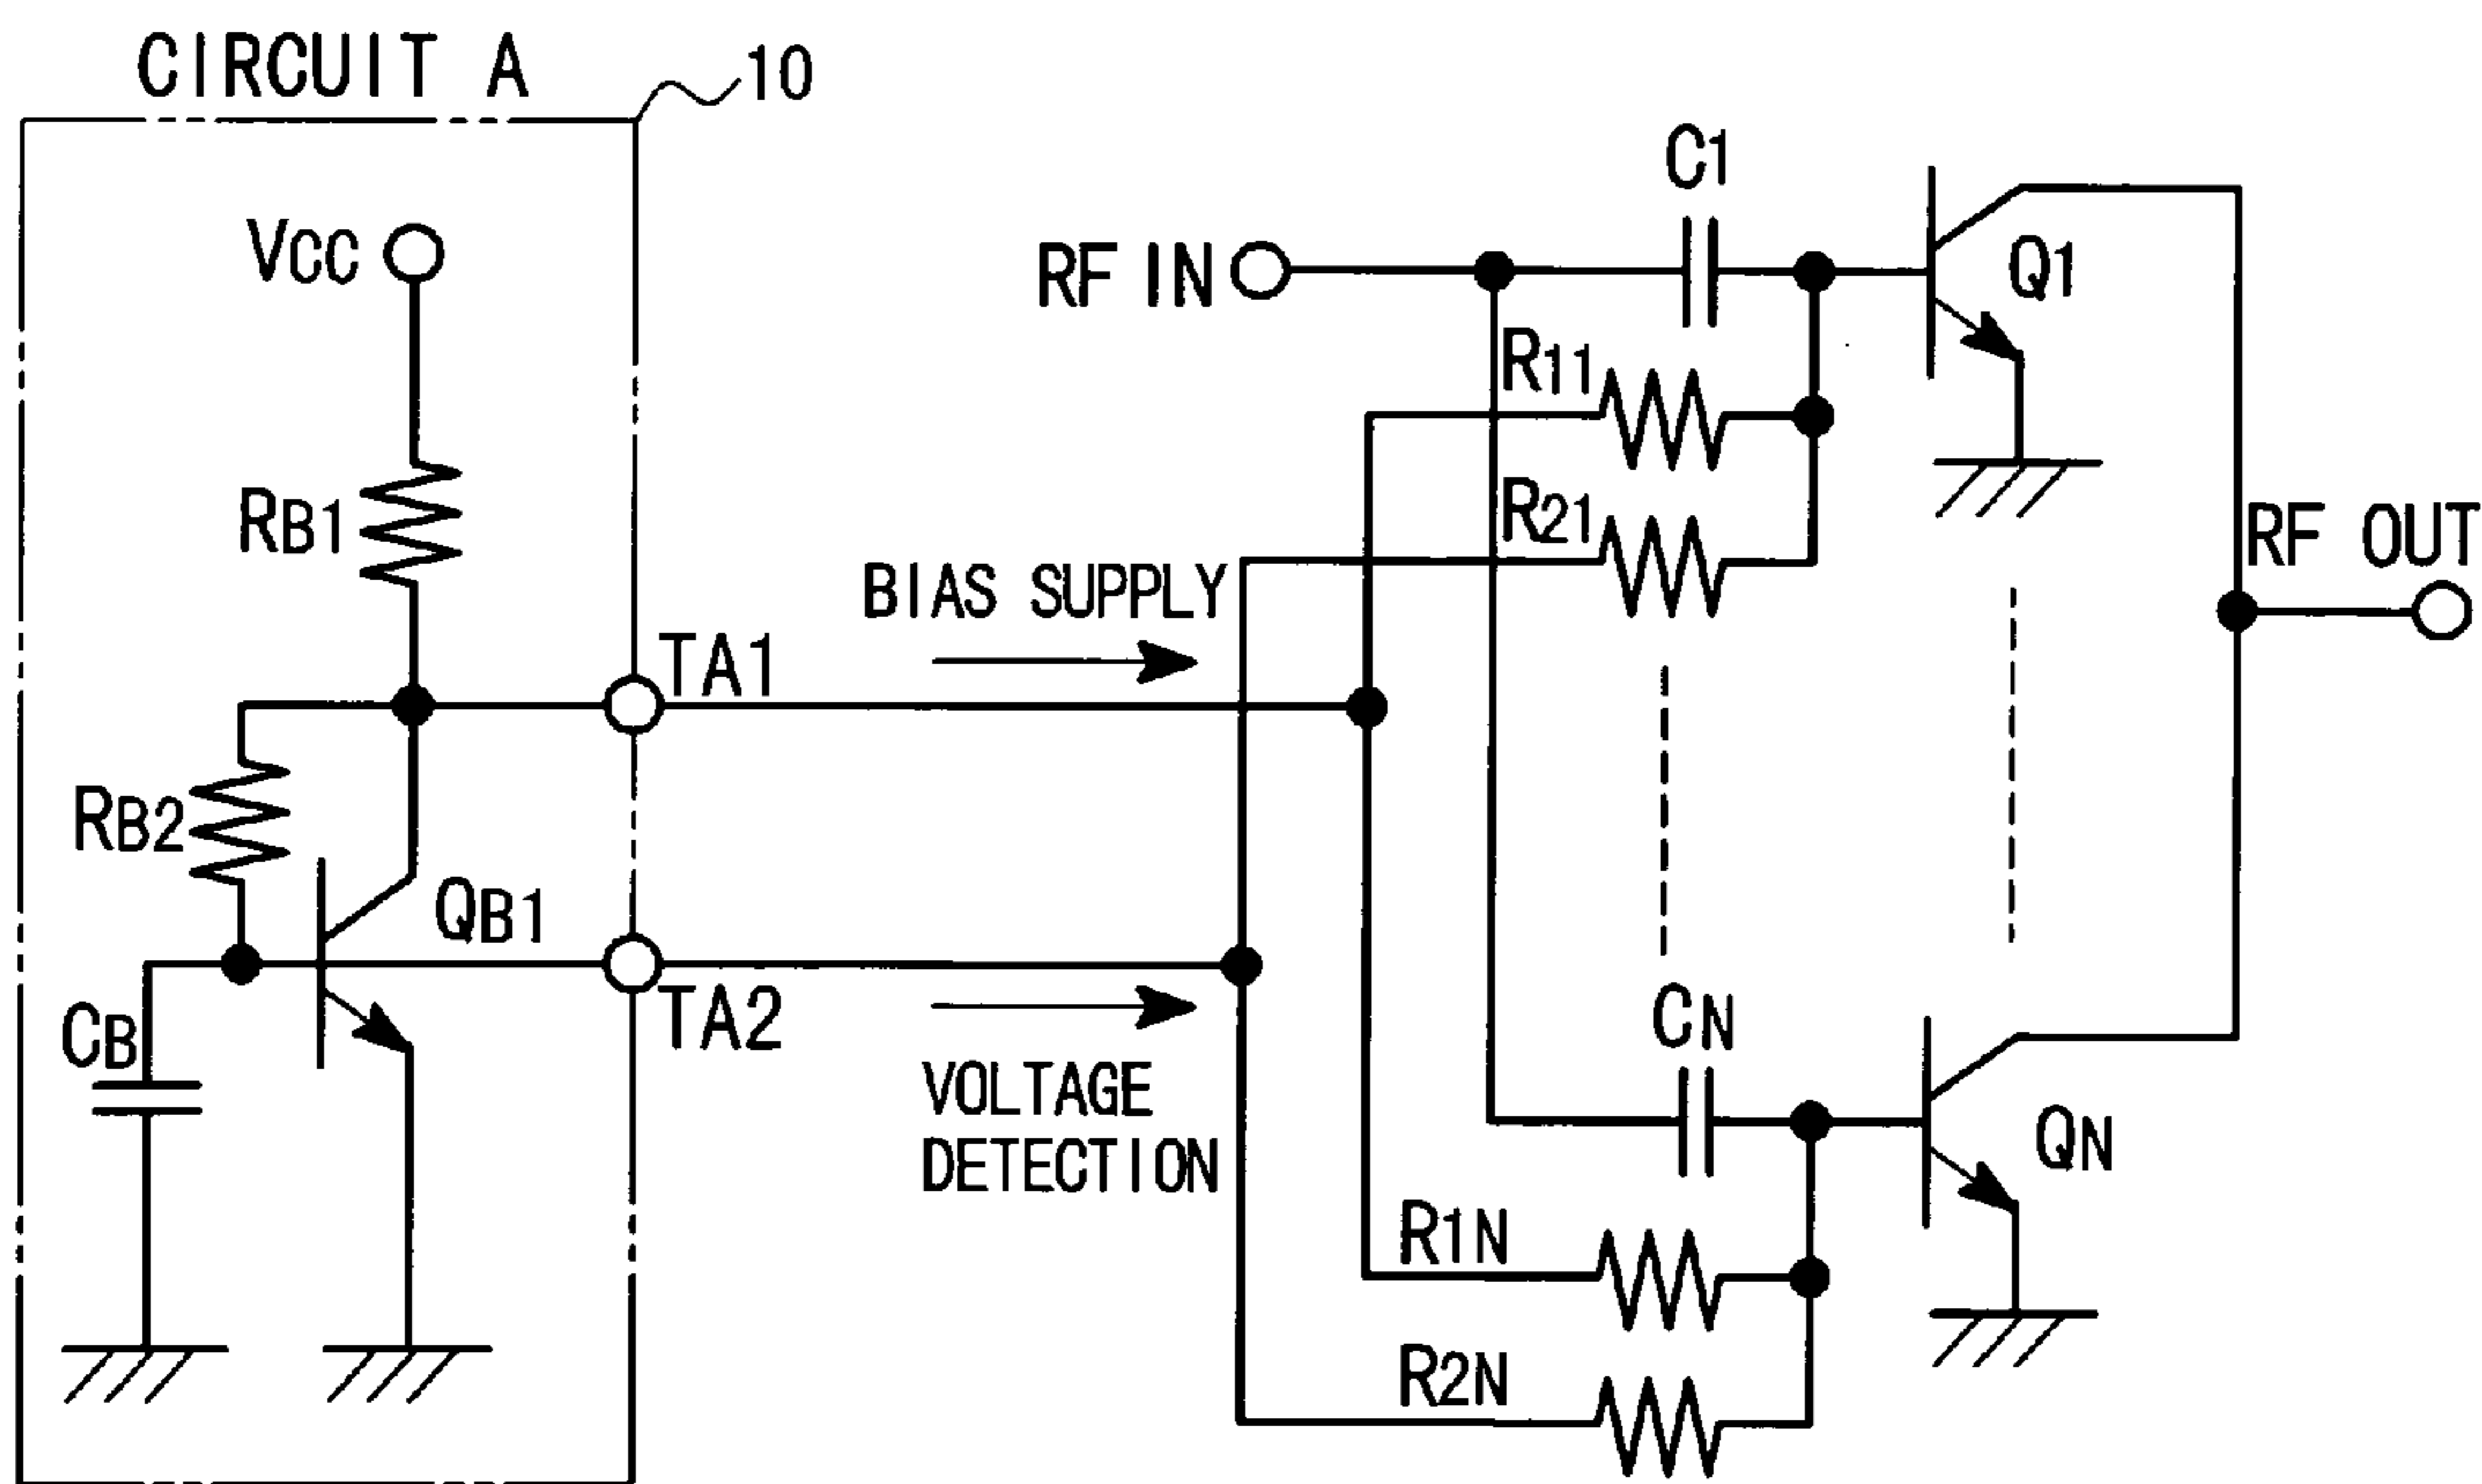 CIRCUIT A
10
VCC
RF IN
C1
Q1
R11
RB1
R21
RF OUT
BIAS SUPPLY
TA1
RB2
QB1
TA2
CB
CN
VOLTAGE
DETECTION
QN
R1N
R2N